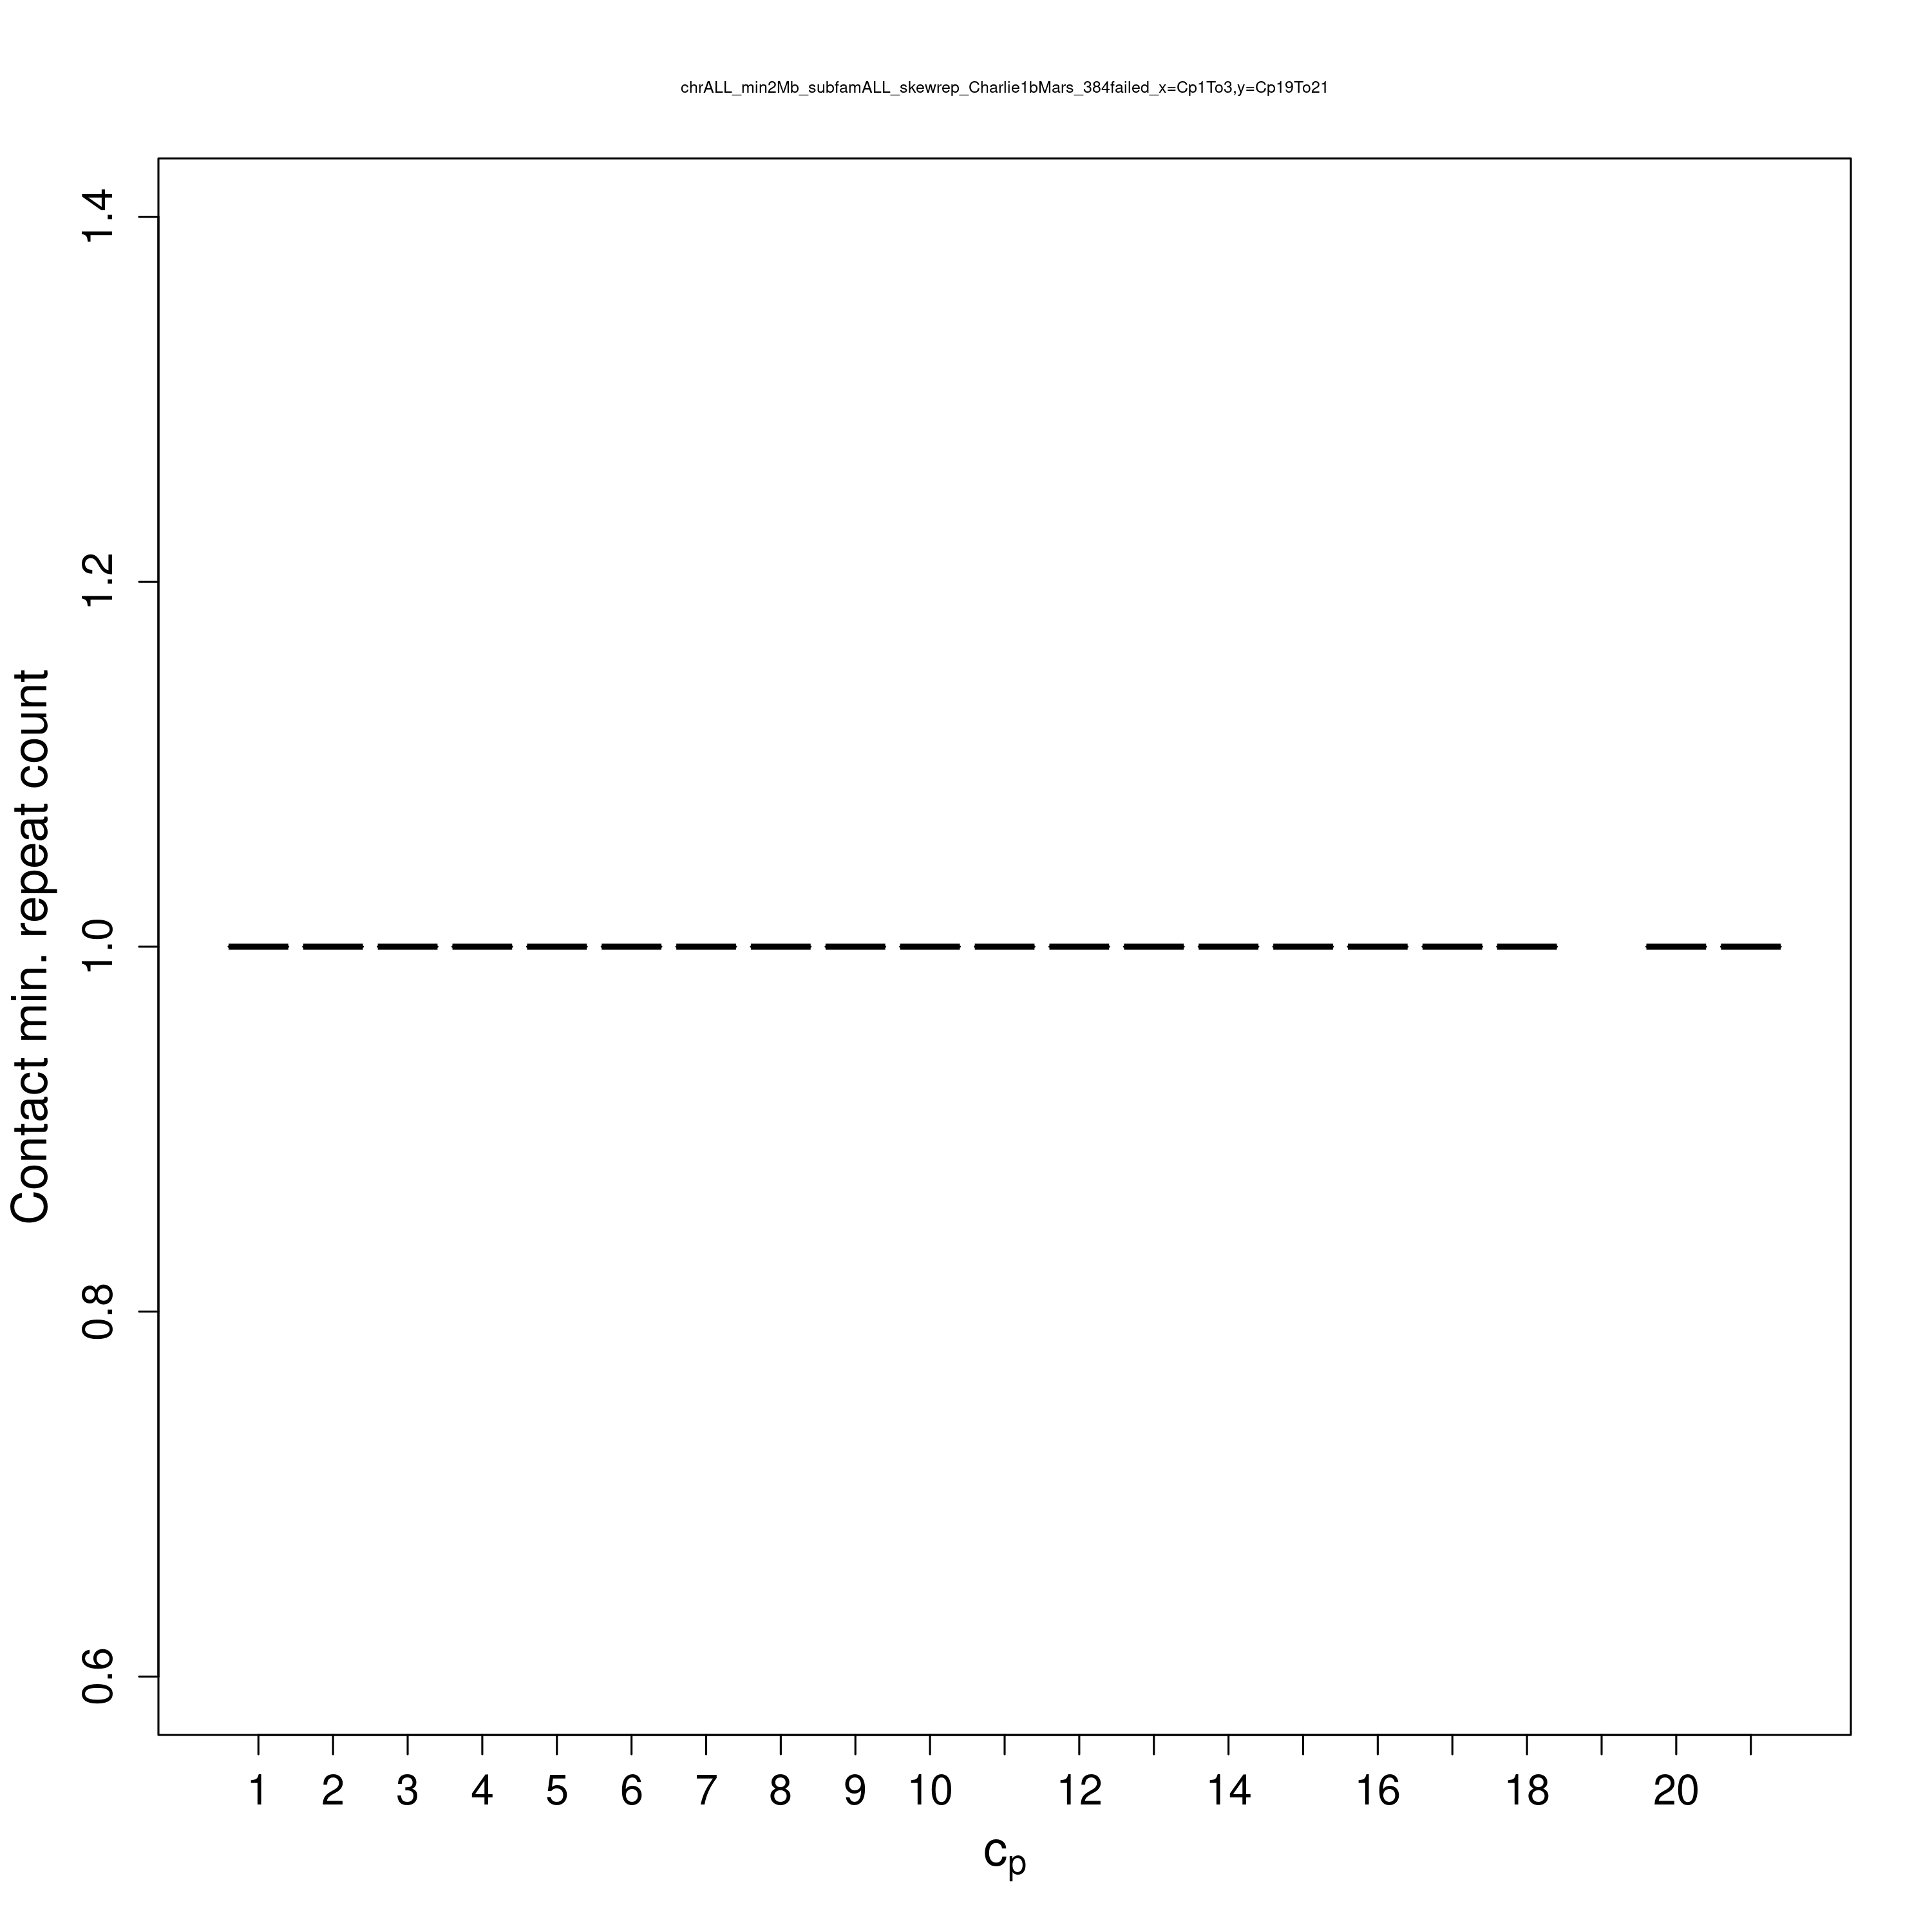 chrALL_min2Mb_subfamALL_skewrep_Charlie1bMars_384failed_x=Cp1To3,y=Cp19To21
Contact min. repeat count
1.4
1.2
1.0
0.8
0.6
1 2 3 4 5 6 7 8 9 10 12 14 16 18 20
cp